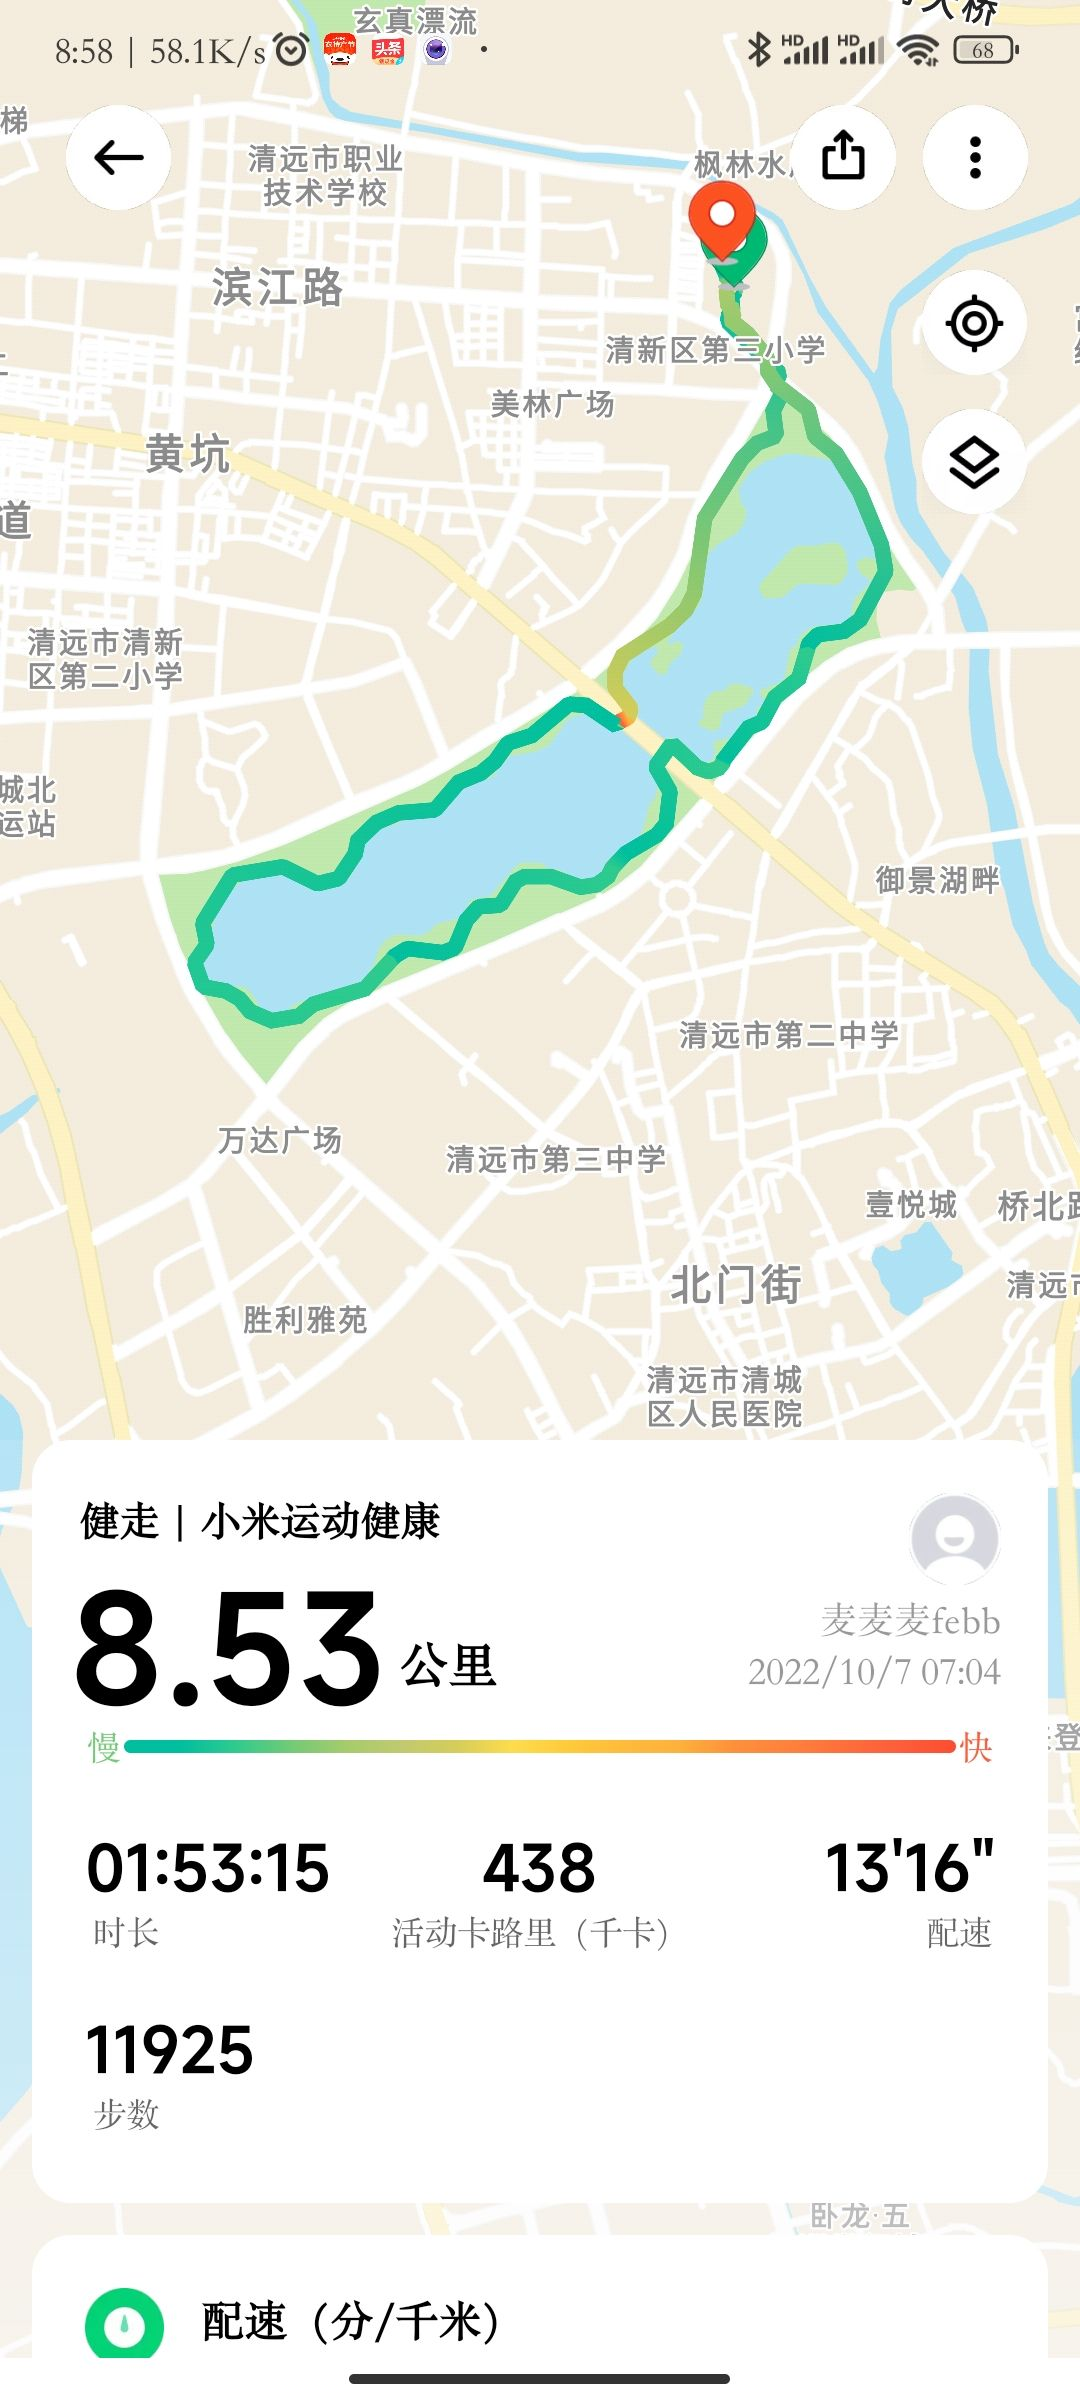 玄真漂流
大桥
8:58 | 58.1K/s
头条
HD HD 68
梯
清远市职业
技术学校
枫林水
滨江路
清新区第三小学
美林广场
黄坑
道
清远市清新
区第二小学
城北
运站
御景湖畔
清远市第二中学
万达广场
清远市第三中学
壹悦城
桥北路
北门街
清远市
胜利雅苑
清远市清城
区人民医院
健走 | 小米运动健康
8.53 公里
麦麦麦febb
2022/10/7 07:04
慢 快
登
01:53:15 438 13'16"
时长 活动卡路里（千卡） 配速
11925
步数
卧龙·五
配速（分/千米）